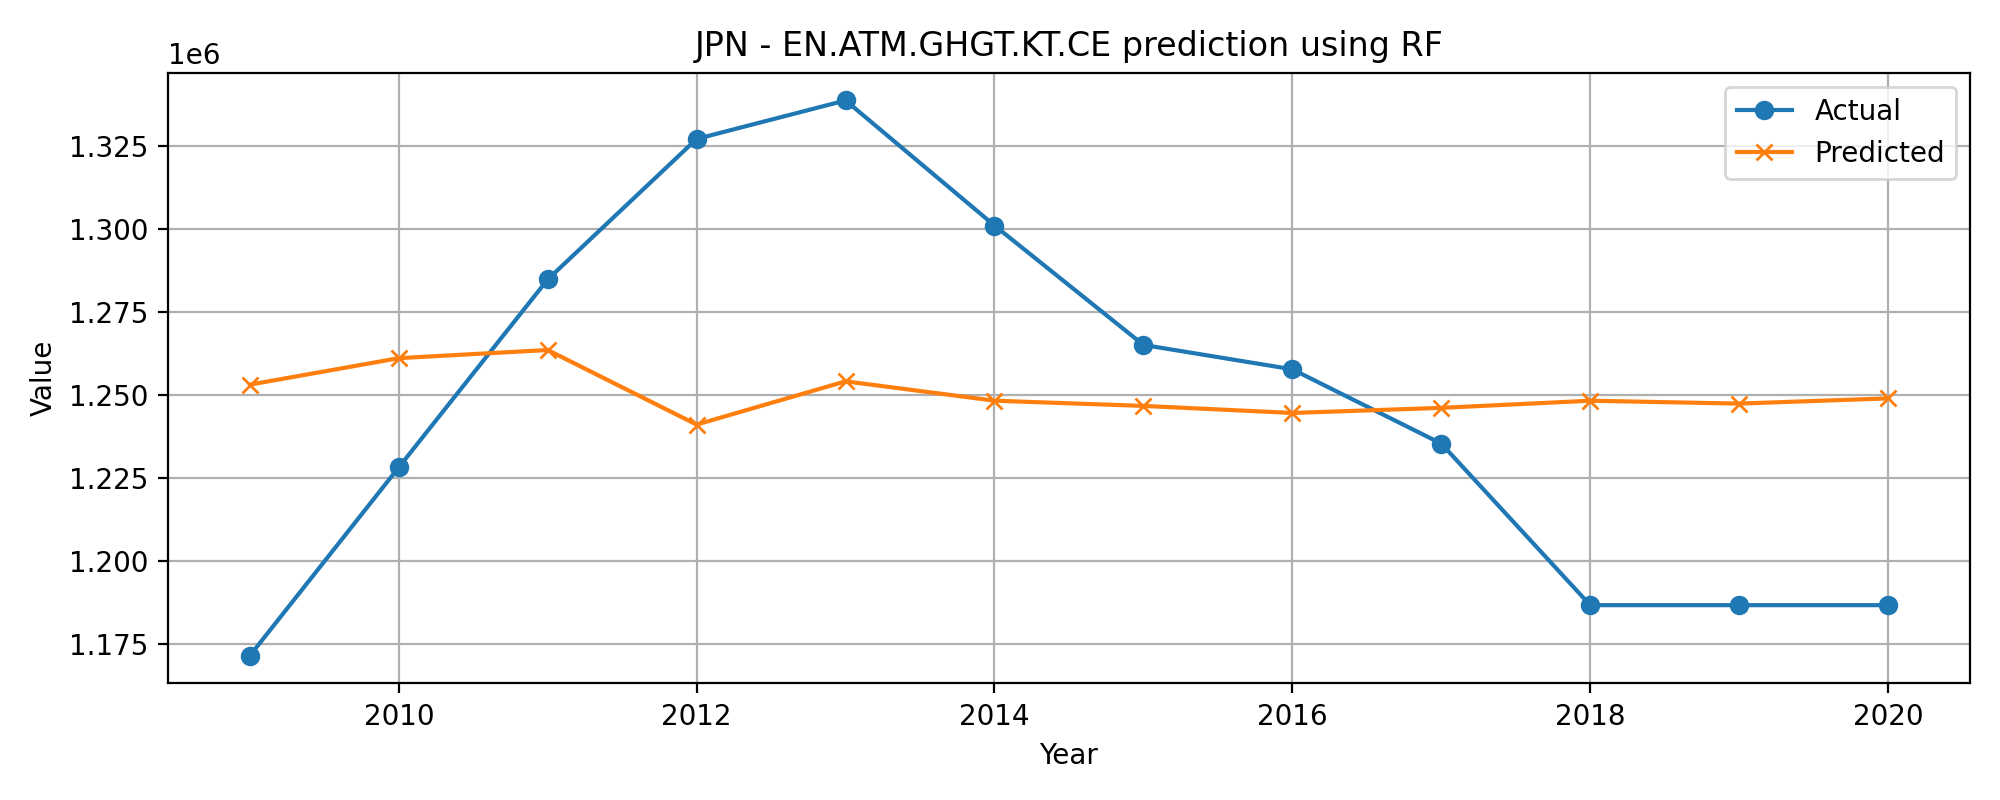 JPN - EN.ATM.GHGT.KT.CE prediction using RF
1e6
Actual
Predicted
1.325
1.300
1.275
1.250
1.225
1.200
1.175
Value
2010 2012 2014 2016 2018 2020
Year